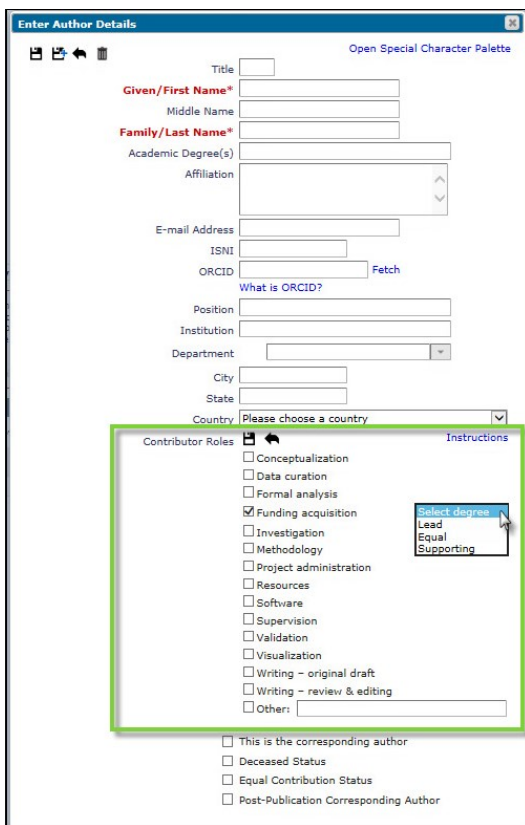 Enter Author Details
Open Special Character Palette
Title
Given/First Name*
Middle Name
Family/Last Name*
Academic Degree(s)
Affiliation
E-mail Address
ISNI
ORCID Fetch
What is ORCID?
Position
Institution
Department
City
State
Country Please choose a country
Contributor Roles Instructions
Conceptualization
Data curation
Formal analysis
Funding acquisition Select degree
Lead
Equal
Supporting
Investigation
Methodology
Project administration
Resources
Software
Supervision
Validation
Visualization
Writing – original draft
Writing – review & editing
Other:
This is the corresponding author
Deceased Status
Equal Contribution Status
Post-Publication Corresponding Author